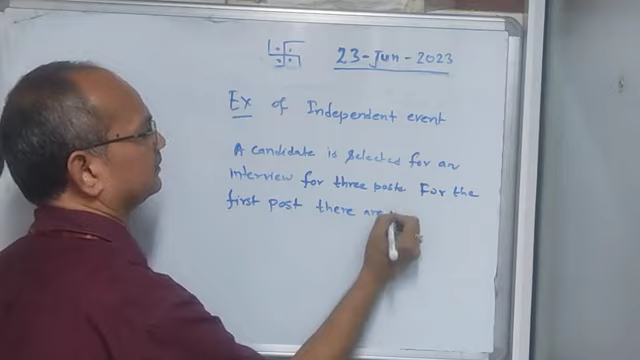 23-Jun-2023
Ex of Independent event
A candidate is selected for an
interview for three posts For the
first post there are